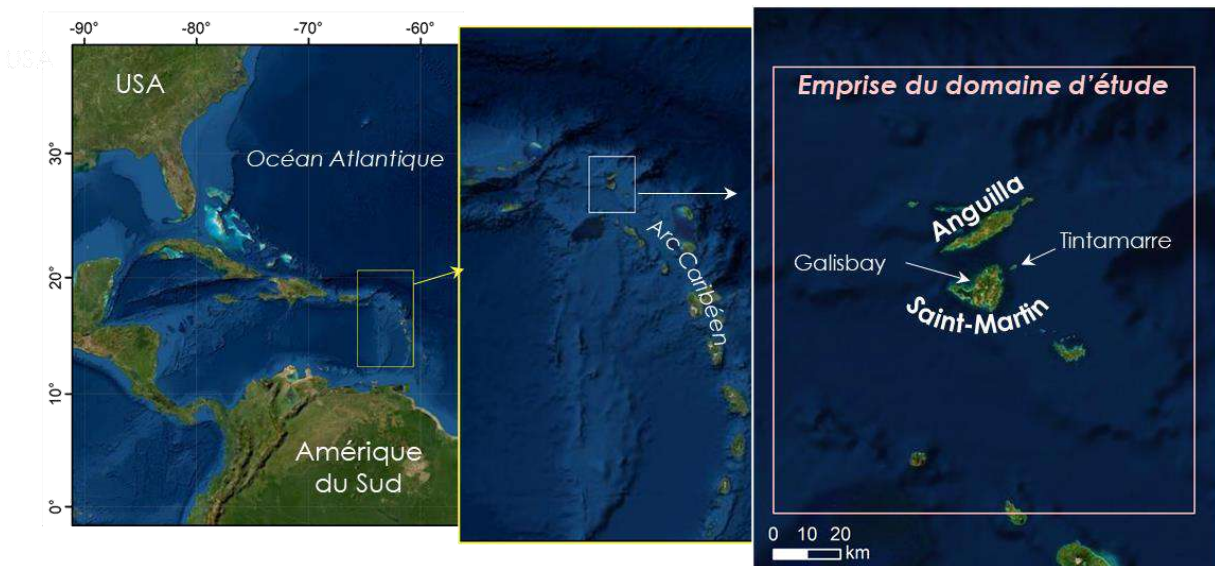 -90°
-80°
-70°
-60°
USA
USA
Océan Atlantique
30°
20°
10°
0°
Amérique
du Sud
Arc Caribéen
Emprise du domaine d'étude
Anguilla
Tintamarre
Galisbay
Saint-Martin
0 10 20
km